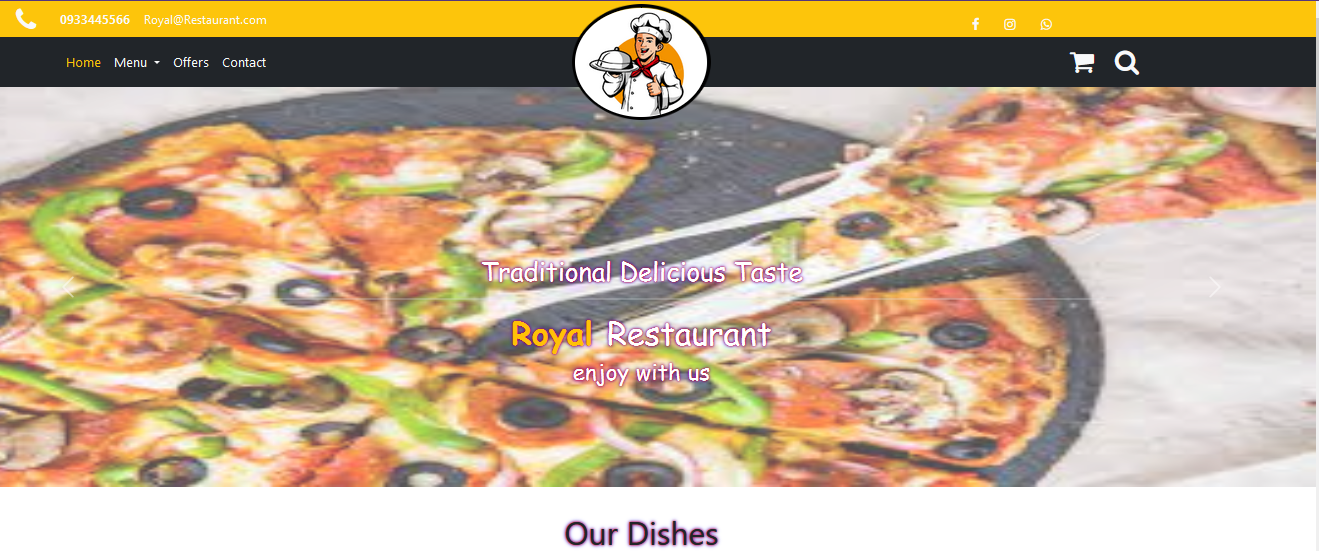 0933445566 Royal@Restaurant.com
Home Menu Offers Contact
Traditional Delicious Taste
Royal Restaurant
enjoy with us
Our Dishes